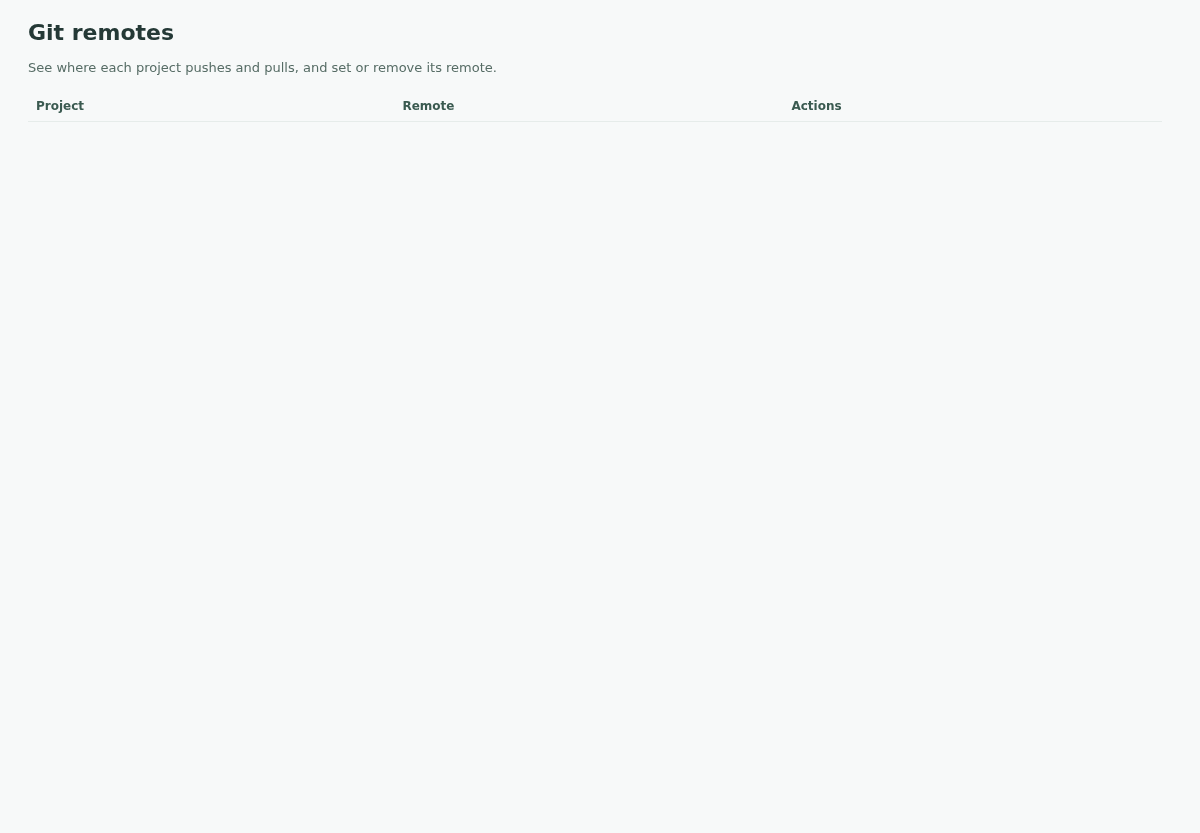 Git remotes
See where each project pushes and pulls, and set or remove its remote.
Project Remote Actions